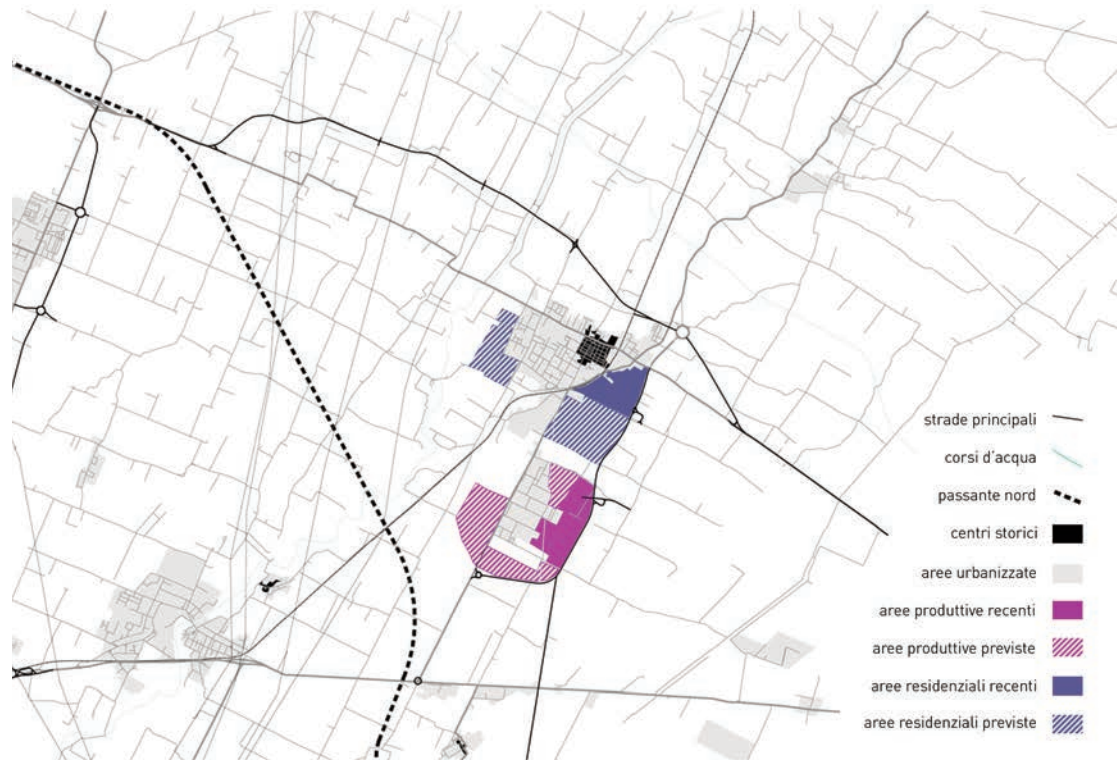 strade principali
corsi d'acqua
passante nord
centri storici
aree urbanizzate
aree produttive recenti
aree produttive previste
aree residenziali recenti
aree residenziali previste